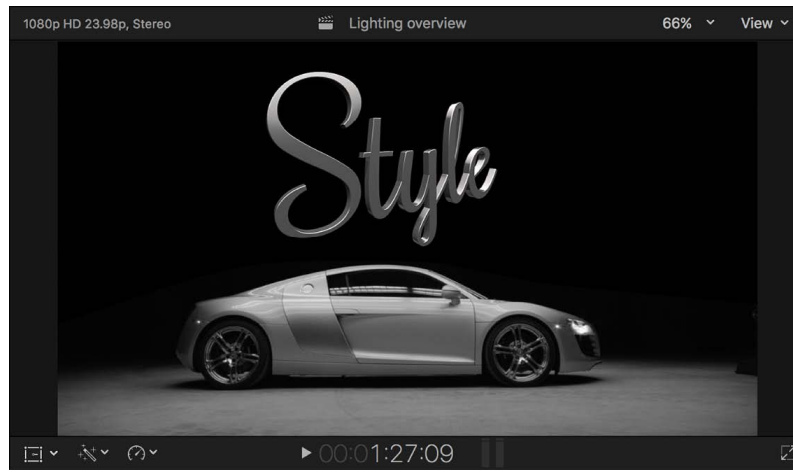 1080p HD 23.98p, Stereo
Lighting overview
66%
View
Style
00:01:27:09